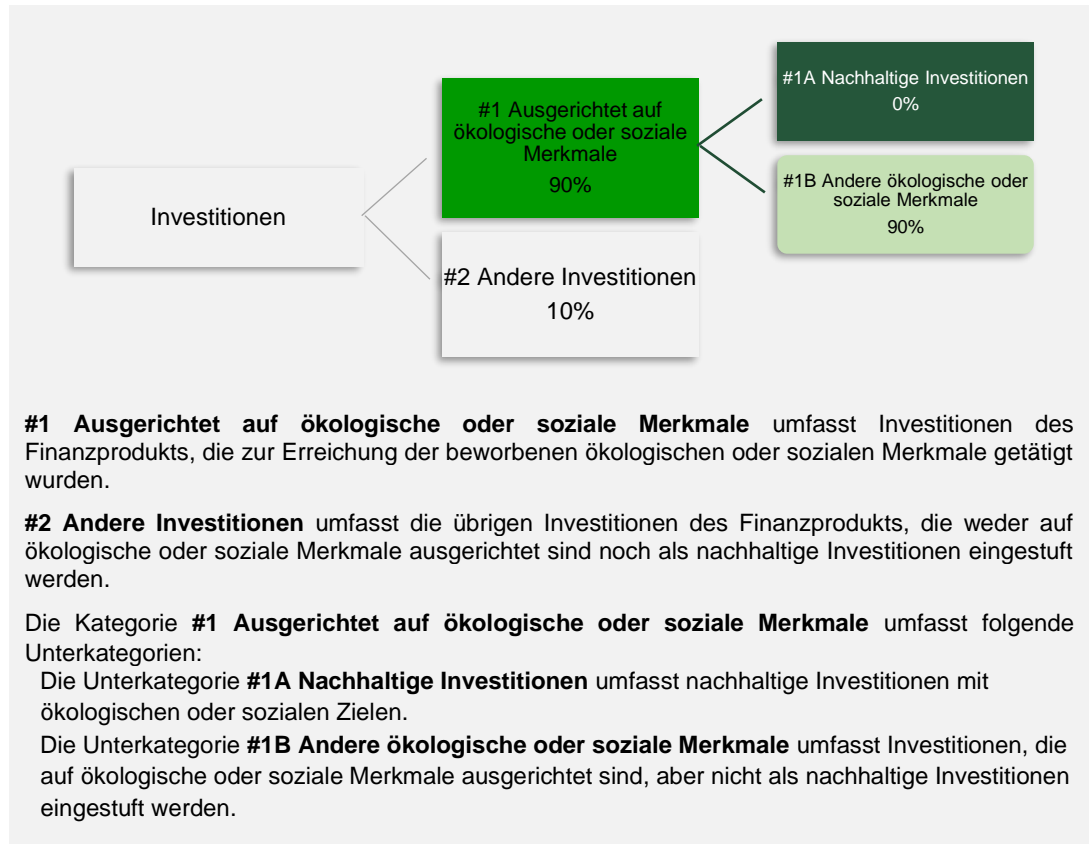 #1A Nachhaltige Investitionen
0%
#1 Ausgerichtet auf
ökologische oder soziale
Merkmale
90%
#1B Andere ökologische oder
soziale Merkmale
90%
Investitionen
#2 Andere Investitionen
10%
#1 Ausgerichtet auf ökologische oder soziale Merkmale umfasst Investitionen des
Finanzprodukts, die zur Erreichung der beworbenen ökologischen oder sozialen Merkmale getätigt
wurden.
#2 Andere Investitionen umfasst die übrigen Investitionen des Finanzprodukts, die weder auf
ökologische oder soziale Merkmale ausgerichtet sind noch als nachhaltige Investitionen eingestuft
werden.
Die Kategorie #1 Ausgerichtet auf ökologische oder soziale Merkmale umfasst folgende
Unterkategorien:
Die Unterkategorie #1A Nachhaltige Investitionen umfasst nachhaltige Investitionen mit
ökologischen oder sozialen Zielen.
Die Unterkategorie #1B Andere ökologische oder soziale Merkmale umfasst Investitionen, die
auf ökologische oder soziale Merkmale ausgerichtet sind, aber nicht als nachhaltige Investitionen
eingestuft werden.